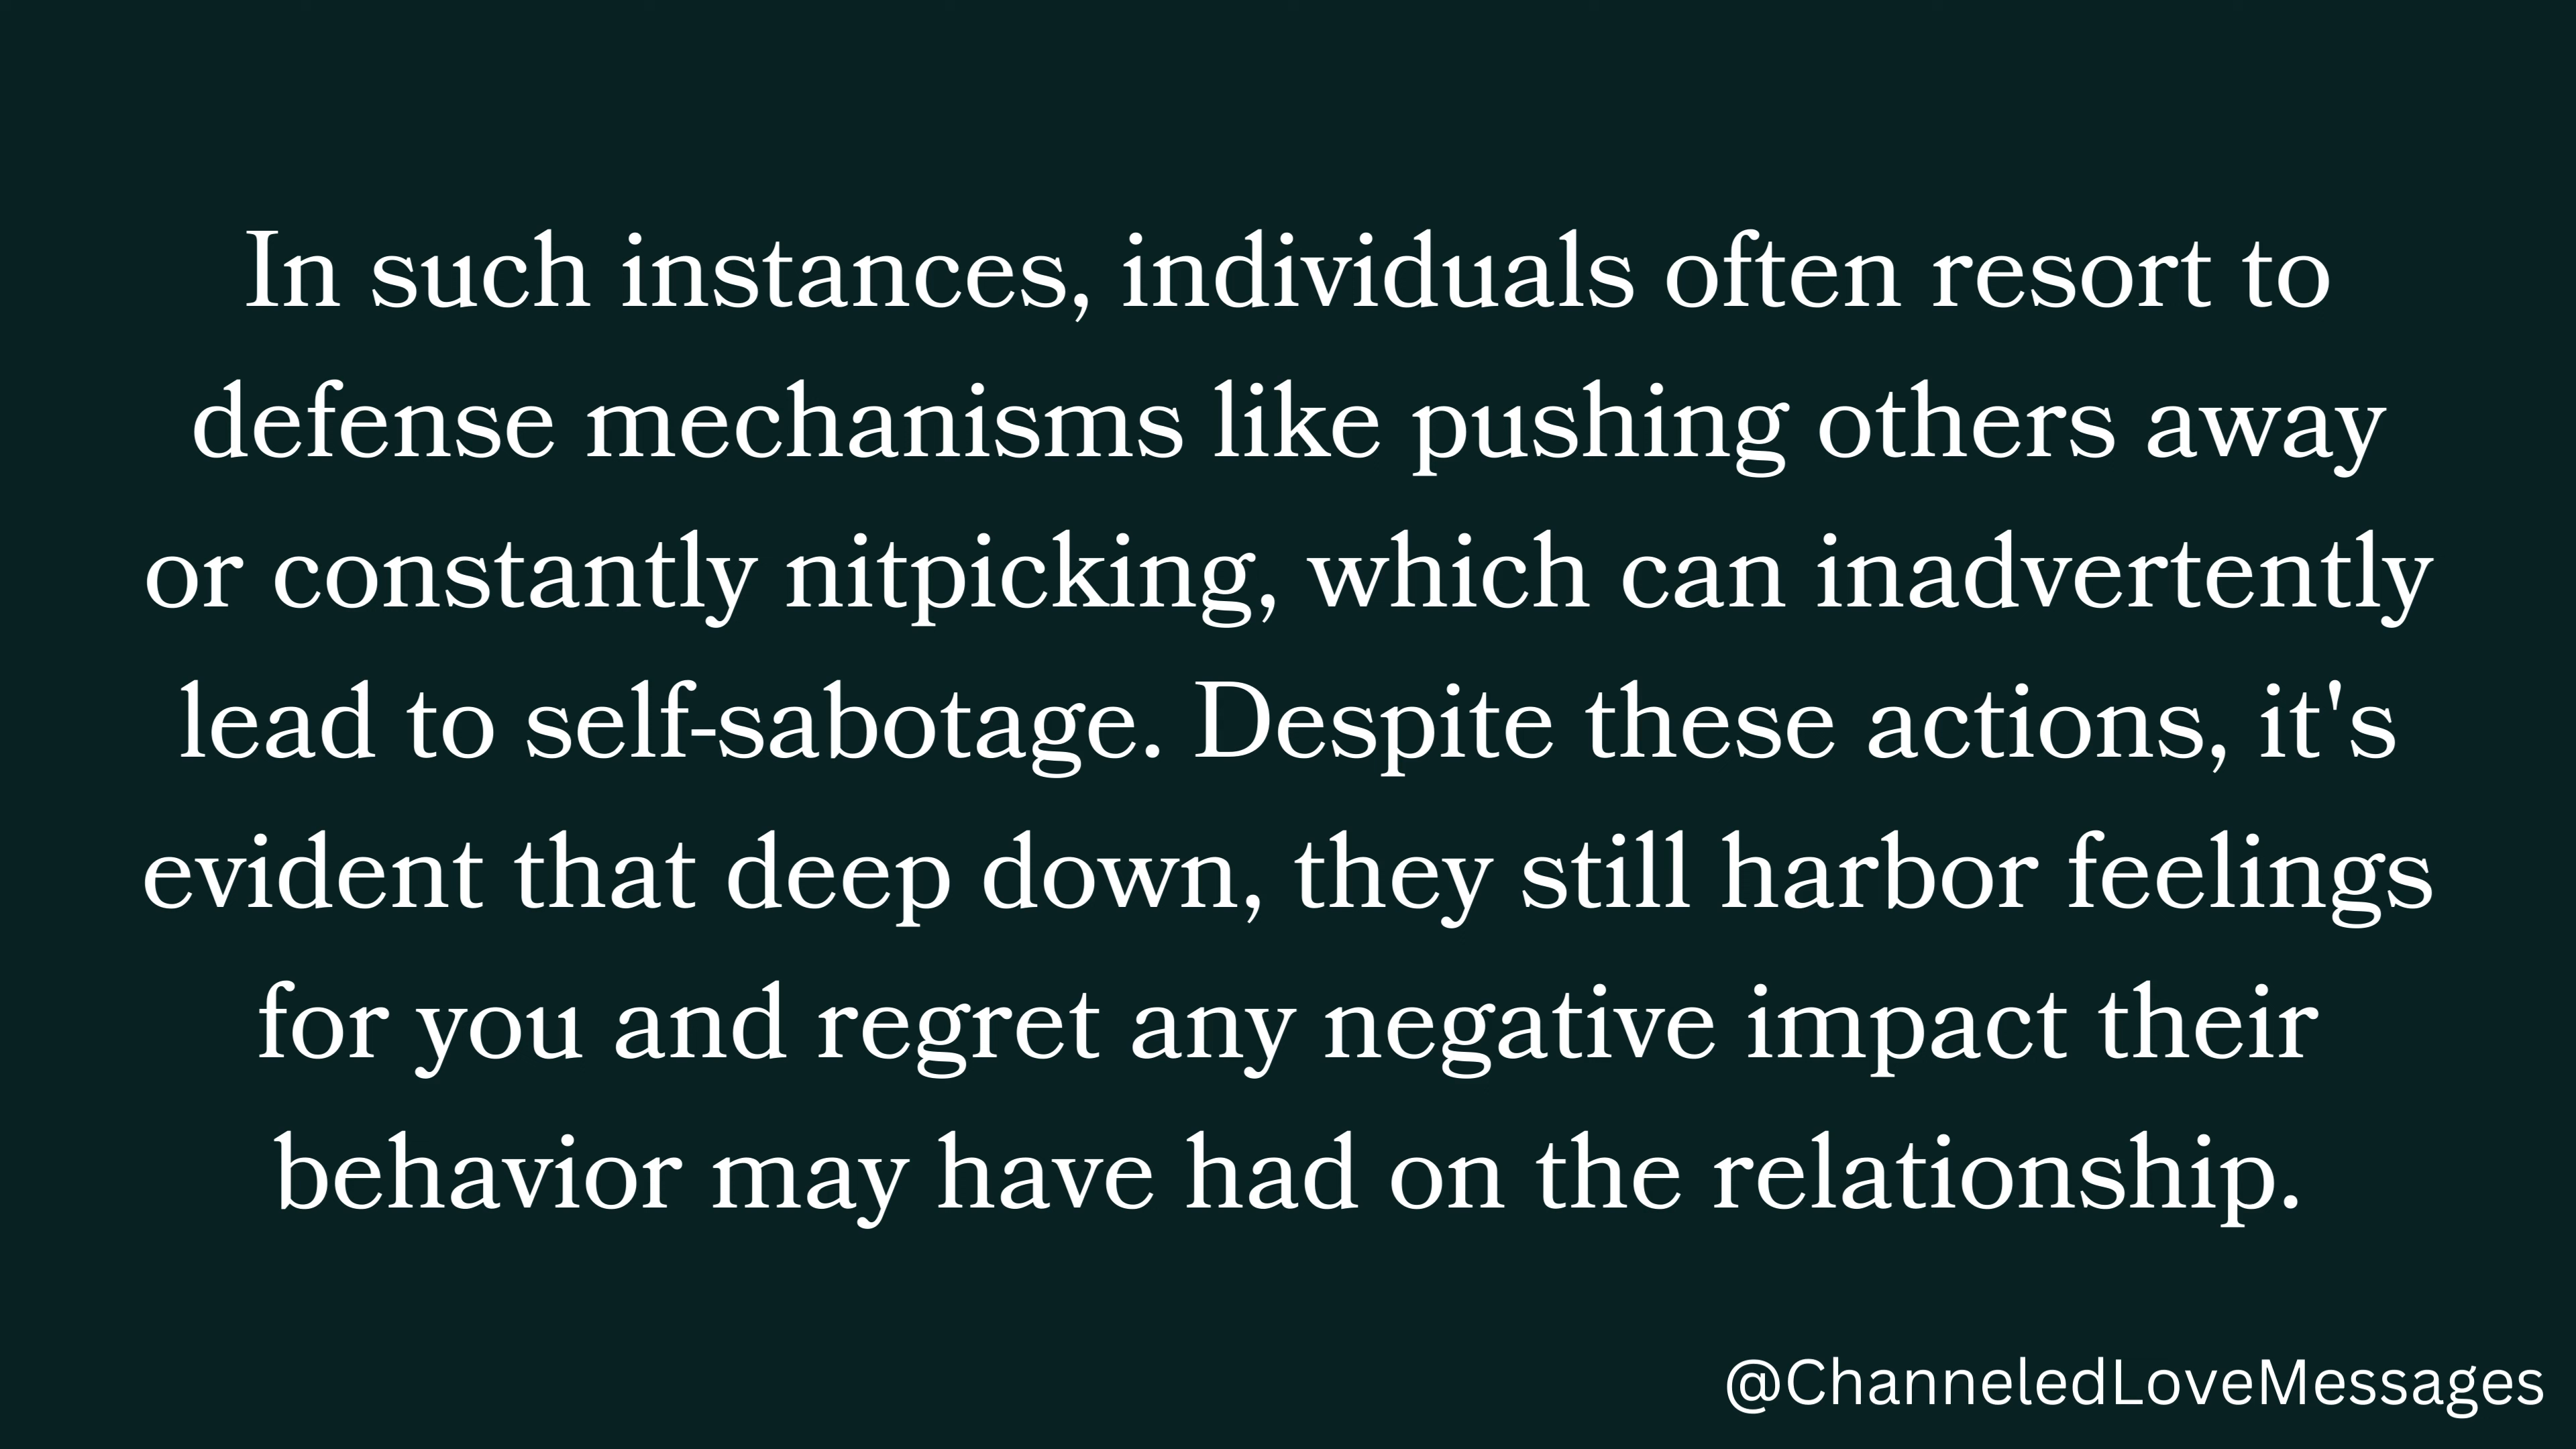 In such instances, individuals often resort to
defense mechanisms like pushing others away
or constantly nitpicking, which can inadvertently
lead to self-sabotage. Despite these actions, it's
evident that deep down, they still harbor feelings
for you and regret any negative impact their
behavior may have had on the relationship.
@ChanneledLoveMessages